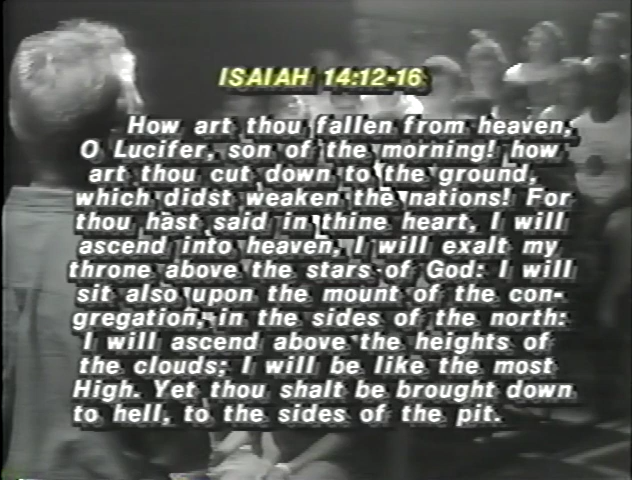 ISAIAH 14:12-16
How art thou fallen from heaven,
O Lucifer, son of the morning! how
art thou cut down to the ground,
which didst weaken the nations! For
thou hast said in thine heart, I will
ascend into heaven, I will exalt my
throne above the stars of God: I will
sit also upon the mount of the con-
gregation, in the sides of the north:
I will ascend above the heights of
the clouds; I will be like the most
High. Yet thou shalt be brought down
to hell, to the sides of the pit.